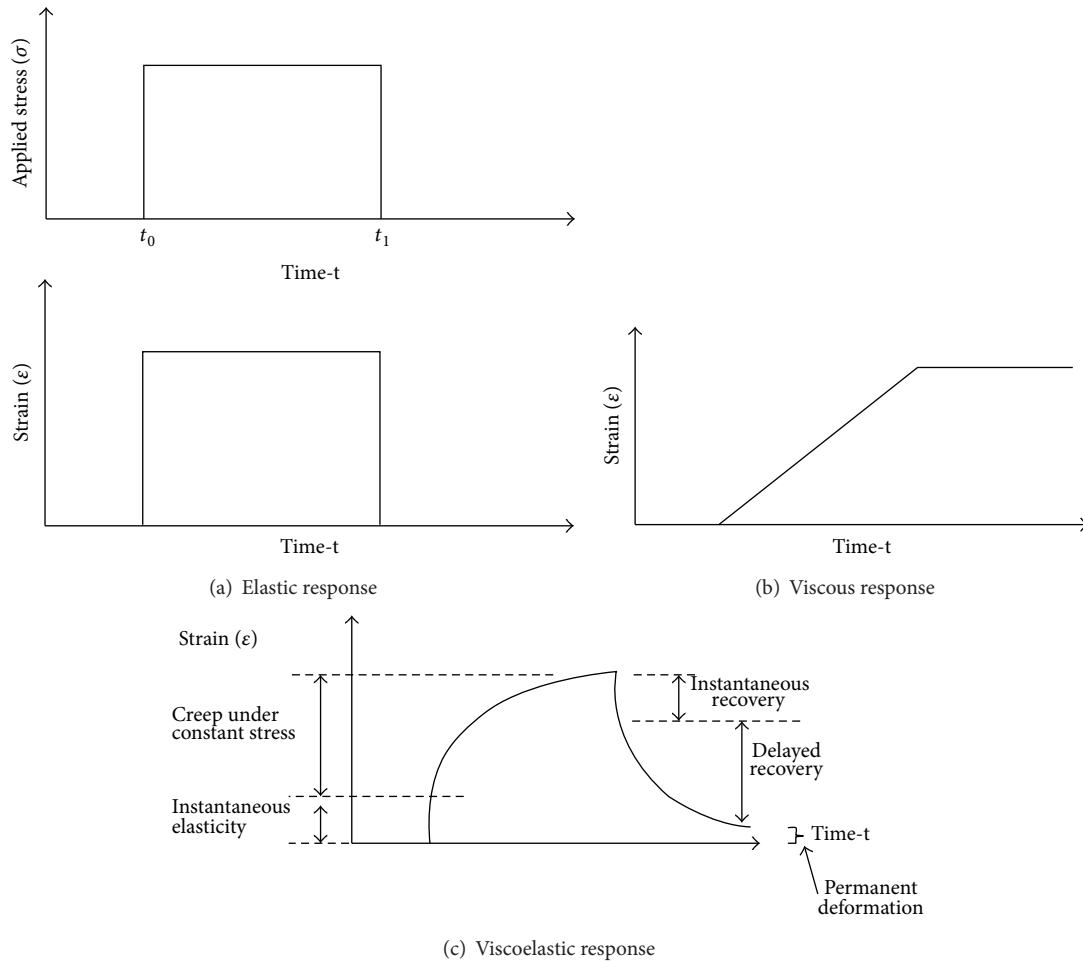 Applied stress (σ)
t0
t1
Time-t
Strain (ε)
Time-t
(a) Elastic response
Strain (ε)
Time-t
(b) Viscous response
Strain (ε)
Creep under
constant stress
Instantaneous
elasticity
Instantaneous
recovery
Delayed
recovery
Time-t
Permanent
deformation
(c) Viscoelastic response